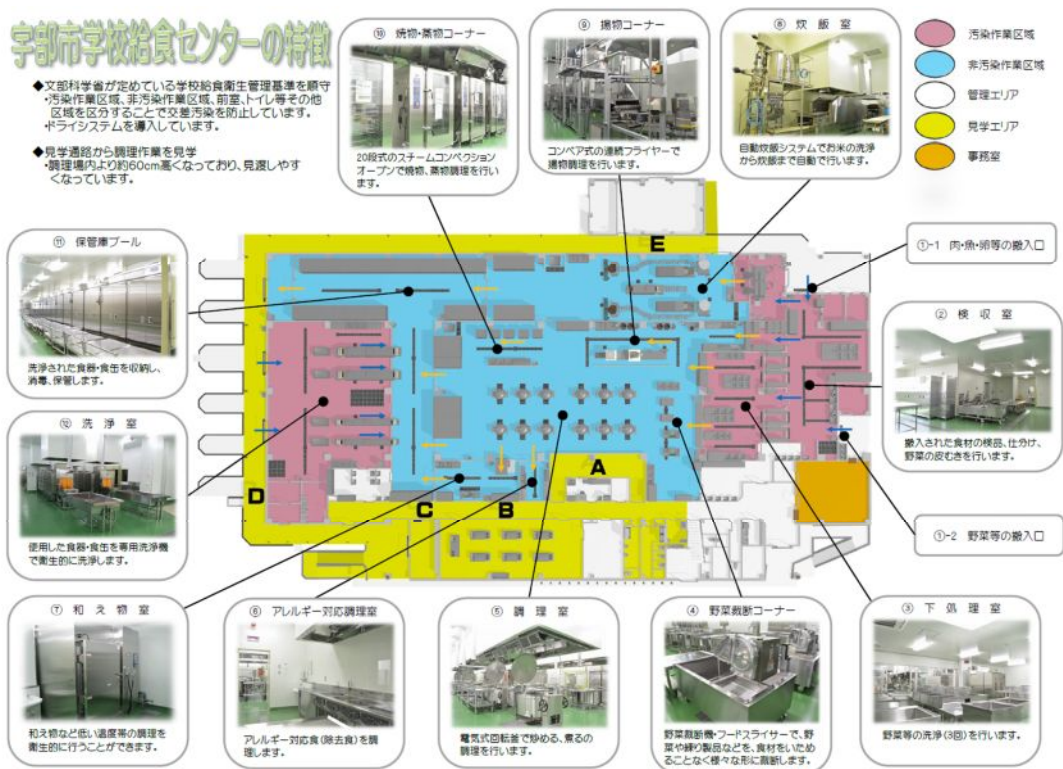 宇部市学校給食センターの特徴
◆文部科学省が定めている学校給食衛生管理基準を順守
・汚染作業区域、非汚染作業区域、前室、トイレ等その他
区域を区分することで交差汚染を防止しています。
・ドライシステムを導入しています。
◆見学通路から調理作業を見学
・調理場内より約60cm高くなっており、見渡しやす
くなっています。
⑩ 焼物・蒸物コーナー
20段式のスチームコンベクション
オーブンで焼物、蒸物調理を行い
ます。
⑨ 揚物コーナー
コンベア式の連続フライヤーで
揚物調理を行います。
⑧ 炊飯室
自動炊飯システムでお米の洗浄
から炊飯まで自動で行います。
汚染作業区域
非汚染作業区域
管理エリア
見学エリア
事務室
⑪ 保管庫プール
洗浄された食器・食缶を収納し、
消毒、保管します。
⑫ 洗浄室
使用した食器・食缶を専用洗浄機
で衛生的に洗浄します。
E
A
D
C
B
①-1 肉・魚・卵等の搬入口
② 検収室
搬入された食材の検品、仕分け、
野菜の皮むきを行います。
①-2 野菜等の搬入口
⑦ 和え物室
和え物など低い温度帯の調理を
衛生的に行うことができます。
⑥ アレルギー対応調理室
アレルギー対応食(除去食)を調
理します。
⑤ 調理室
電気式回転釜で炒める、煮るの
調理を行います。
④ 野菜裁断コーナー
野菜裁断機・フードスライサーで、野
菜や練り製品などを、食材をいため
ることなく様々な形に裁断します。
③ 下処理室
野菜等の洗浄(3回)を行います。